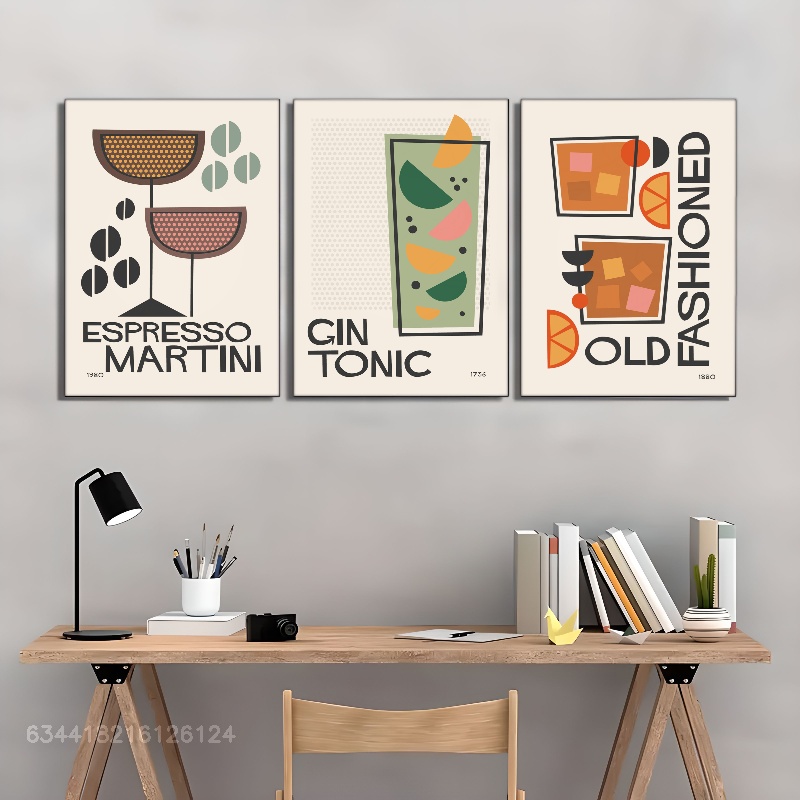 ESPRESSO
MARTINI
1980
GIN
TONIC
1736
OLD
FASHIONED
1880
634418216126124